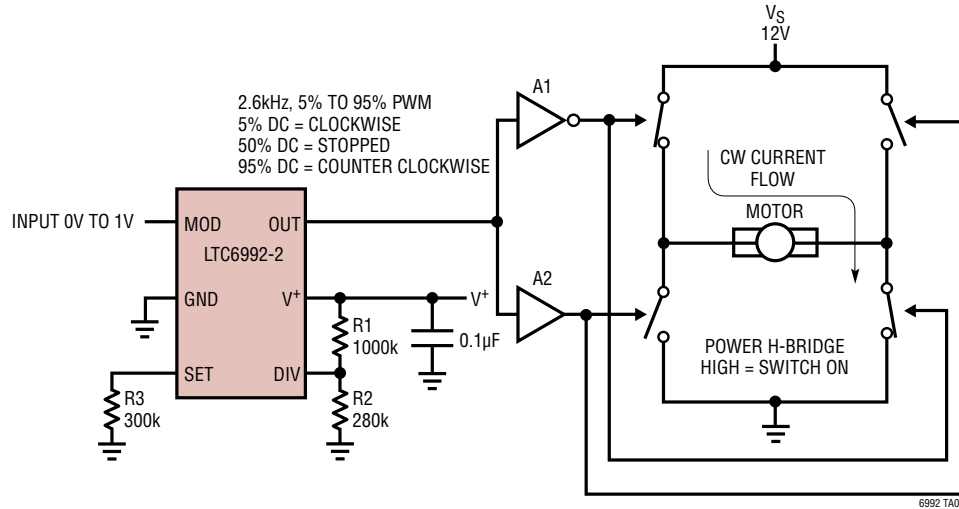 V_S
12V
A1
2.6kHz, 5% TO 95% PWM
5% DC = CLOCKWISE
50% DC = STOPPED
95% DC = COUNTER CLOCKWISE
CW CURRENT
FLOW
MOTOR
INPUT 0V TO 1V
MOD
OUT
LTC6992-2
A2
GND
V⁺
V⁺
R1
1000k
0.1µF
POWER H-BRIDGE
HIGH = SWITCH ON
SET
DIV
R3
300k
R2
280k
6992 TA0